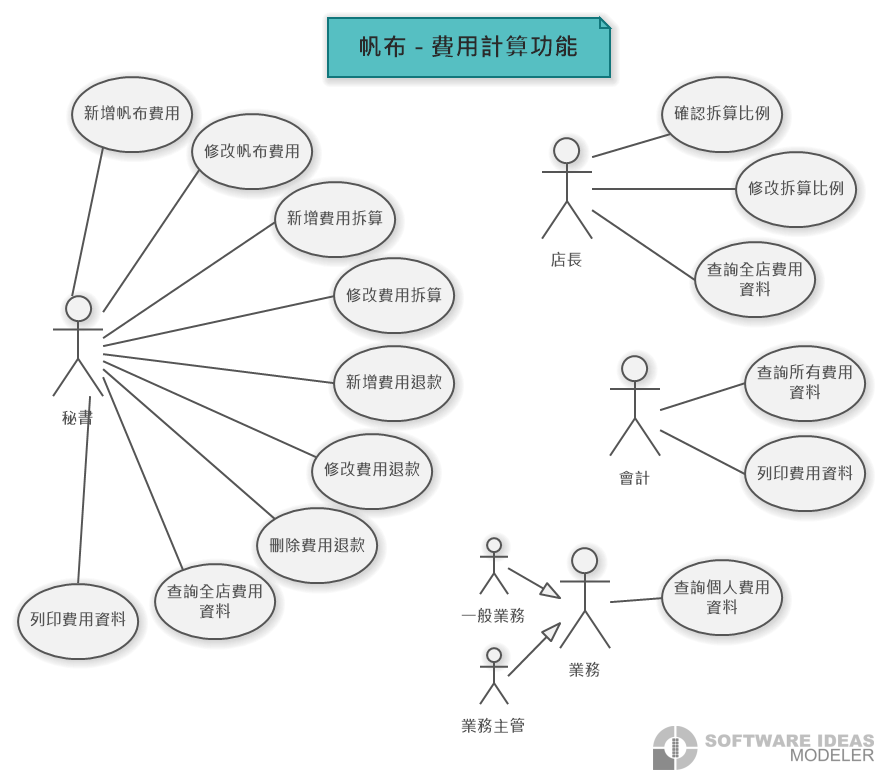 帆布 - 費用計算功能
新增帆布費用
修改帆布費用
新增費用拆算
修改費用拆算
新增費用退款
修改費用退款
刪除費用退款
查詢全店費用
資料
列印費用資料
秘書
確認拆算比例
修改拆算比例
查詢全店費用
資料
店長
查詢所有費用
資料
列印費用資料
會計
一般業務
業務主管
業務
查詢個人費用
資料
SOFTWARE IDEAS
MODELER